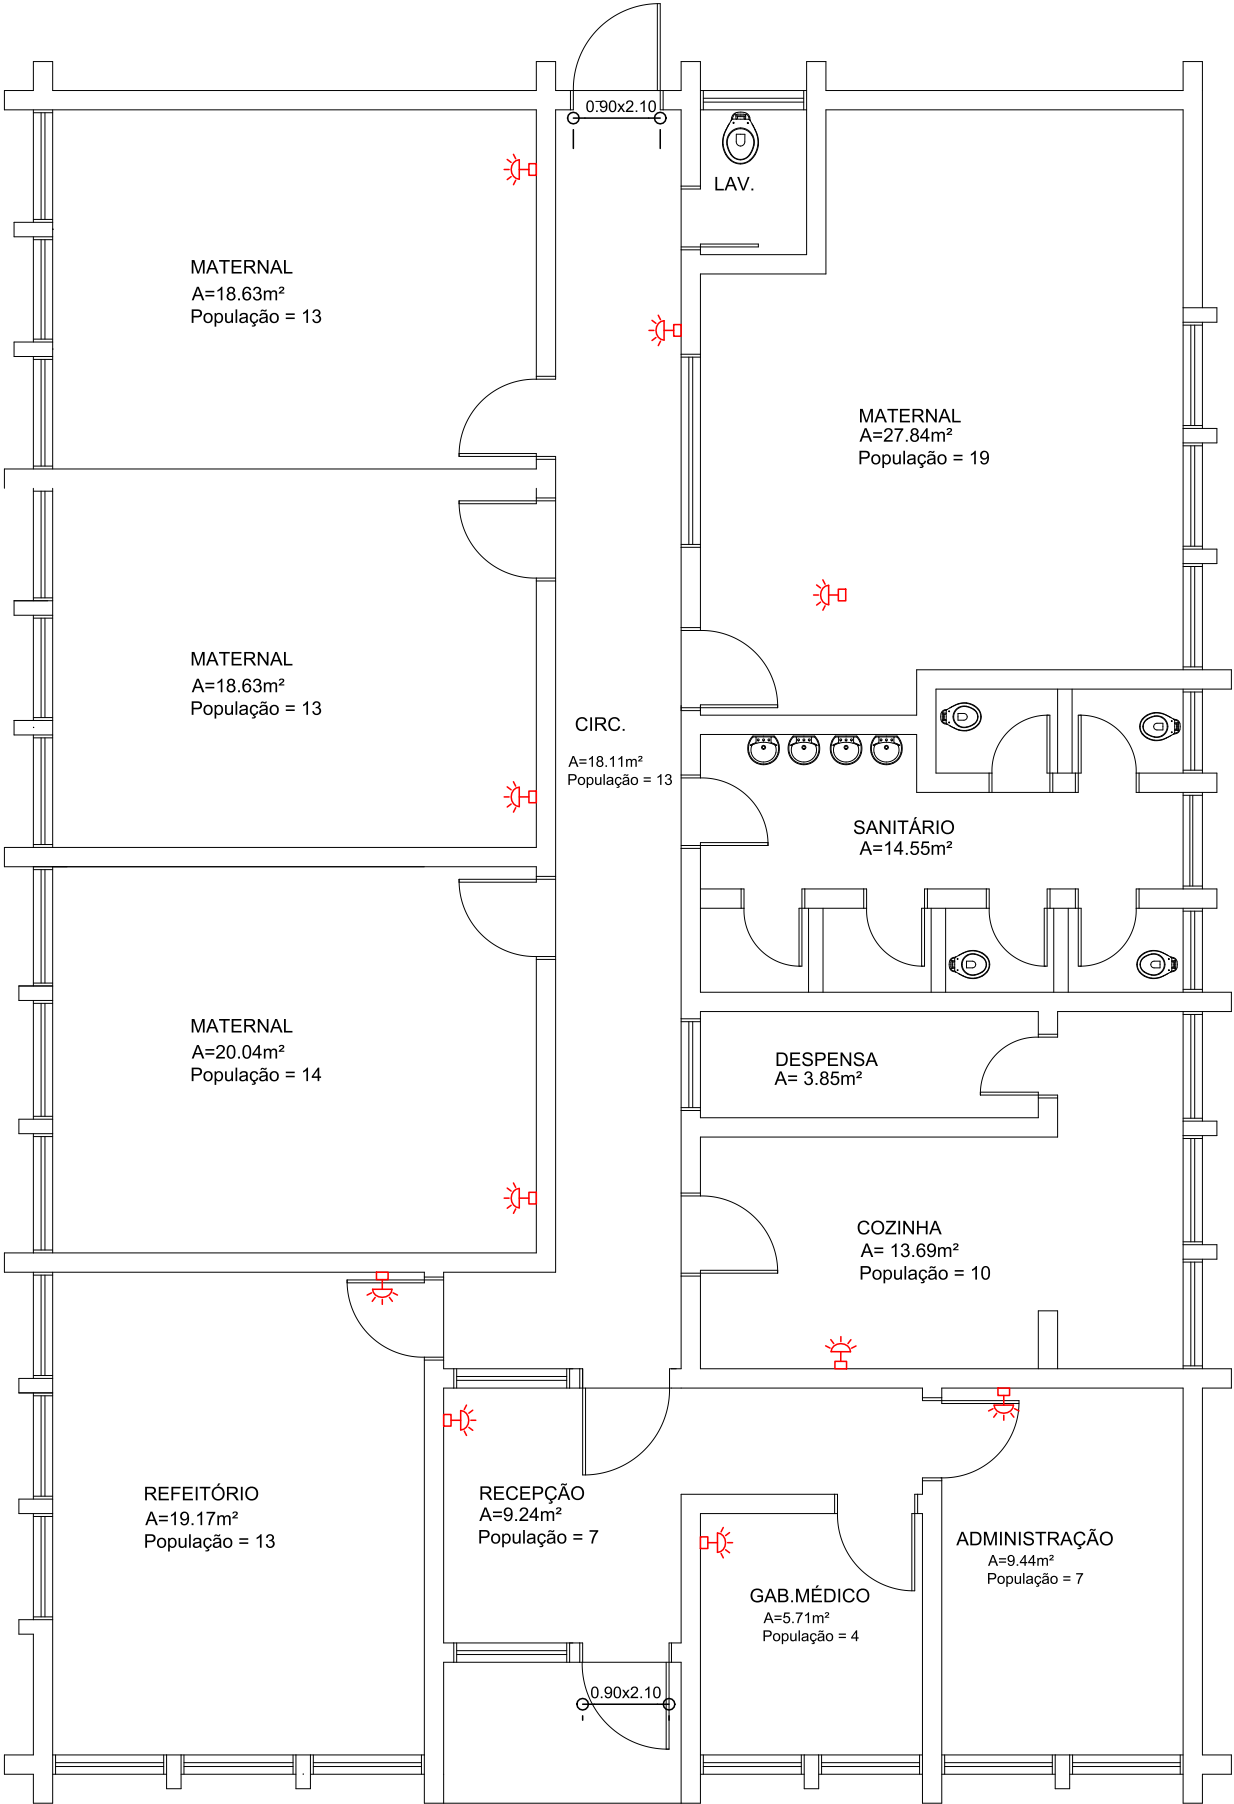 0.90x2.10
LAV.
MATERNAL
A=18.63m²
População = 13
MATERNAL
A=27.84m²
População = 19
MATERNAL
A=18.63m²
População = 13
CIRC.
A=18.11m²
População = 13
SANITÁRIO
A=14.55m²
MATERNAL
A=20.04m²
População = 14
DESPENSA
A= 3.85m²
COZINHA
A= 13.69m²
População = 10
REFEITÓRIO
A=19.17m²
População = 13
RECEPÇÃO
A=9.24m²
População = 7
ADMINISTRAÇÃO
A=9.44m²
População = 7
GAB.MÉDICO
A=5.71m²
População = 4
0.90x2.10